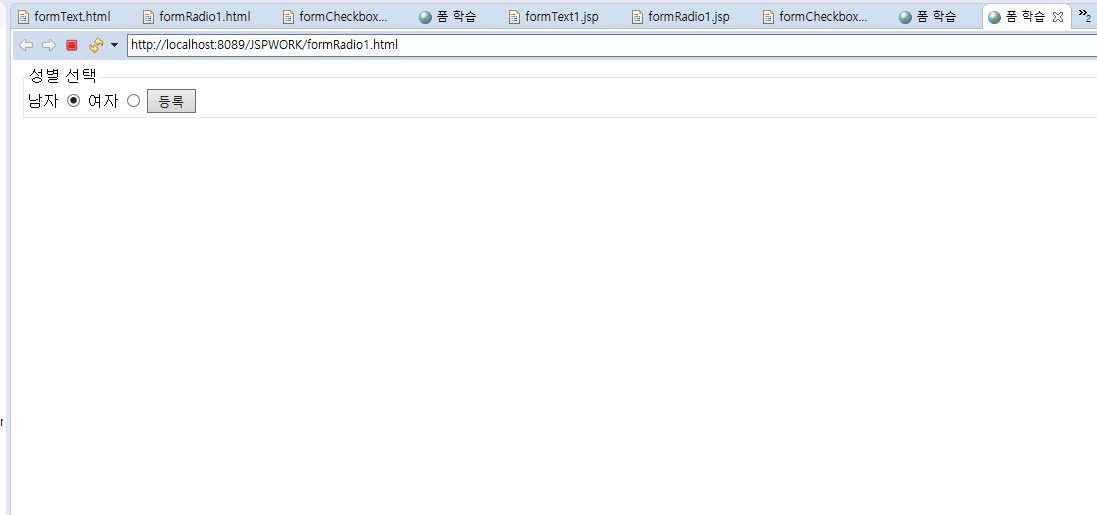 formText.html formRadio1.html formCheckbox... 폼 학습 formText1.jsp formRadio1.jsp formCheckbox... 폼 학습 폼 학습 »2
http://localhost:8089/JSPWORK/formRadio1.html
성별 선택
남자 여자 등록